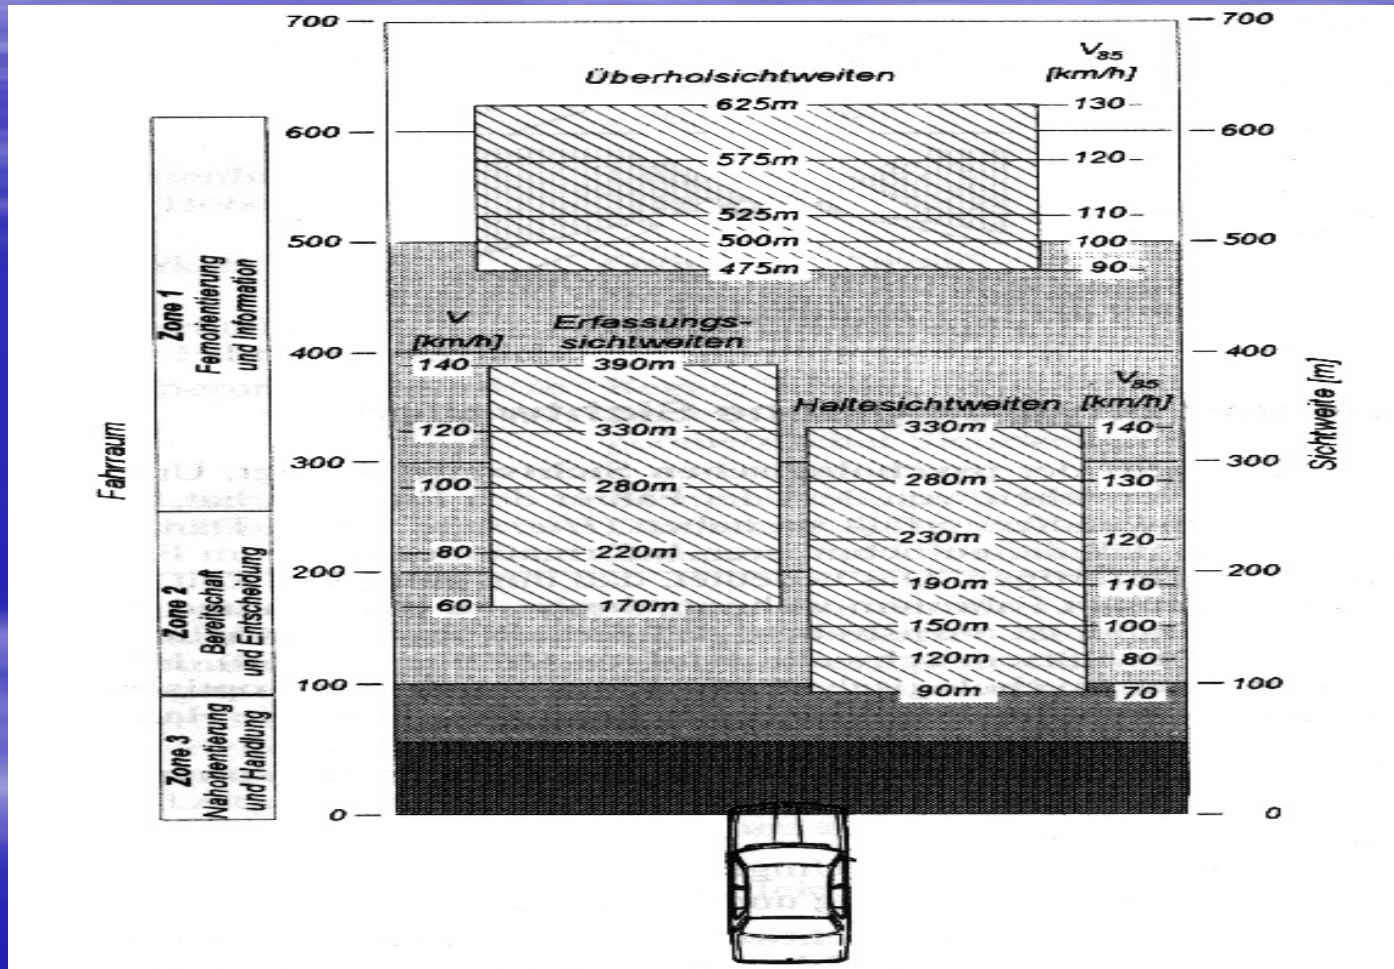 700
700
V85
[km/h]
Überholsichtweiten
625m
130
600
600
575m
120
525m
110
500
500m
100
500
475m
90
V
[km/h]
Erfassungs-
sichtweiten
400
400
140
390m
V85
[km/h]
Haltesichtweiten
120
330m
330m
140
300
300
100
280m
280m
130
230m
120
80
220m
200
200
190m
110
60
170m
150m
100
120m
80
100
100
90m
70
0
0
Fahrraum
Zone 1
Fernorientierung
und Information
Zone 2
Bereitschaft
und Entscheidung
Zone 3
Nahorientierung
und Handlung
Sichtweite [m]